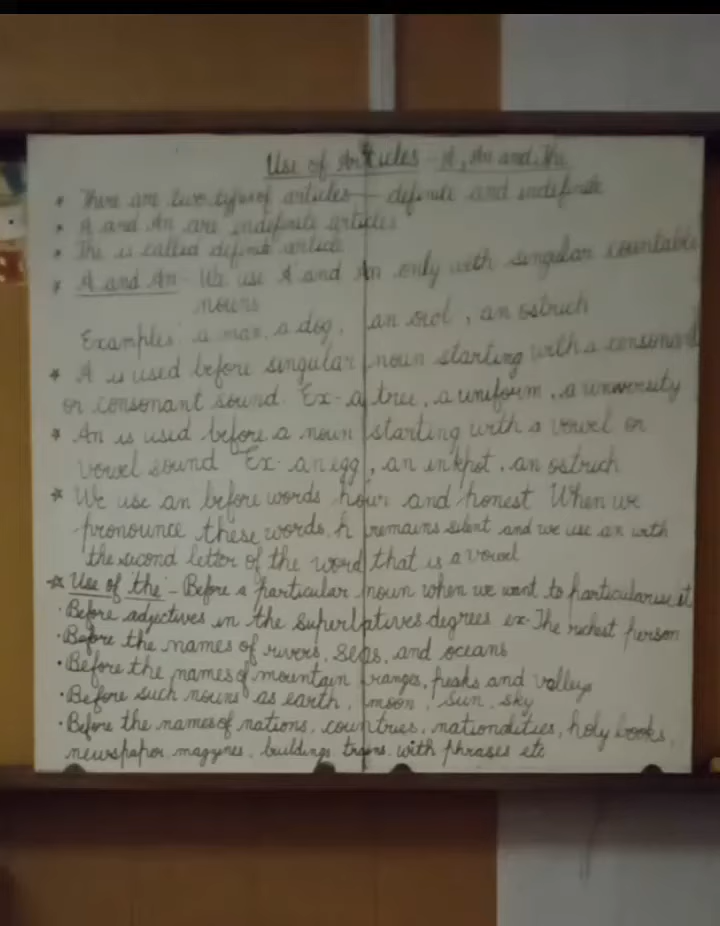 Use of Articles - A, An and The
* There are two types of articles - definite and indefinite
* A and An are indefinite articles
* The is called definite article
* A and An - We use A and An only with singular countable
nouns
Examples a man, a dog, an owl, an ostrich
* A is used before singular noun starting with a consonant
or consonant sound. Ex- a tree, a uniform, a university
* An is used before a noun starting with a vowel or
vowel sound Ex- an egg, an inkpot, an ostrich
* We use an before words hour and honest When we
pronounce these words, h remains silent and we use an with
the second letter of the word that is a vowel
* Use of 'the' - Before a particular noun when we want to particularise it
• Before adjectives in the superlatives degrees ex- The richest person
• Before the names of rivers, seas, and oceans
• Before the names of mountain ranges, peaks and valleys
• Before such nouns as earth, moon, sun, sky
• Before the names of nations, countries, nationalities, holy books,
newspaper, magzines, buildings trains, with phrases etc